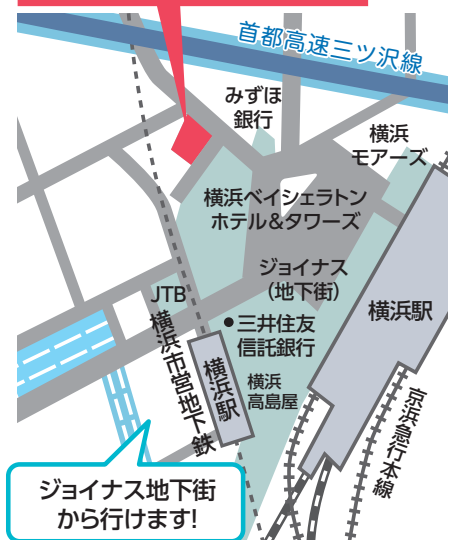 首都高速三ツ沢線
みずほ
銀行
横浜
モアーズ
横浜ベイシェラトン
ホテル&タワーズ
ジョイナス
(地下街)
横浜駅
JTB
横浜市営地下鉄
三井住友
信託銀行
横浜駅
横浜
高島屋
京浜急行本線
ジョイナス地下街
から行けます!